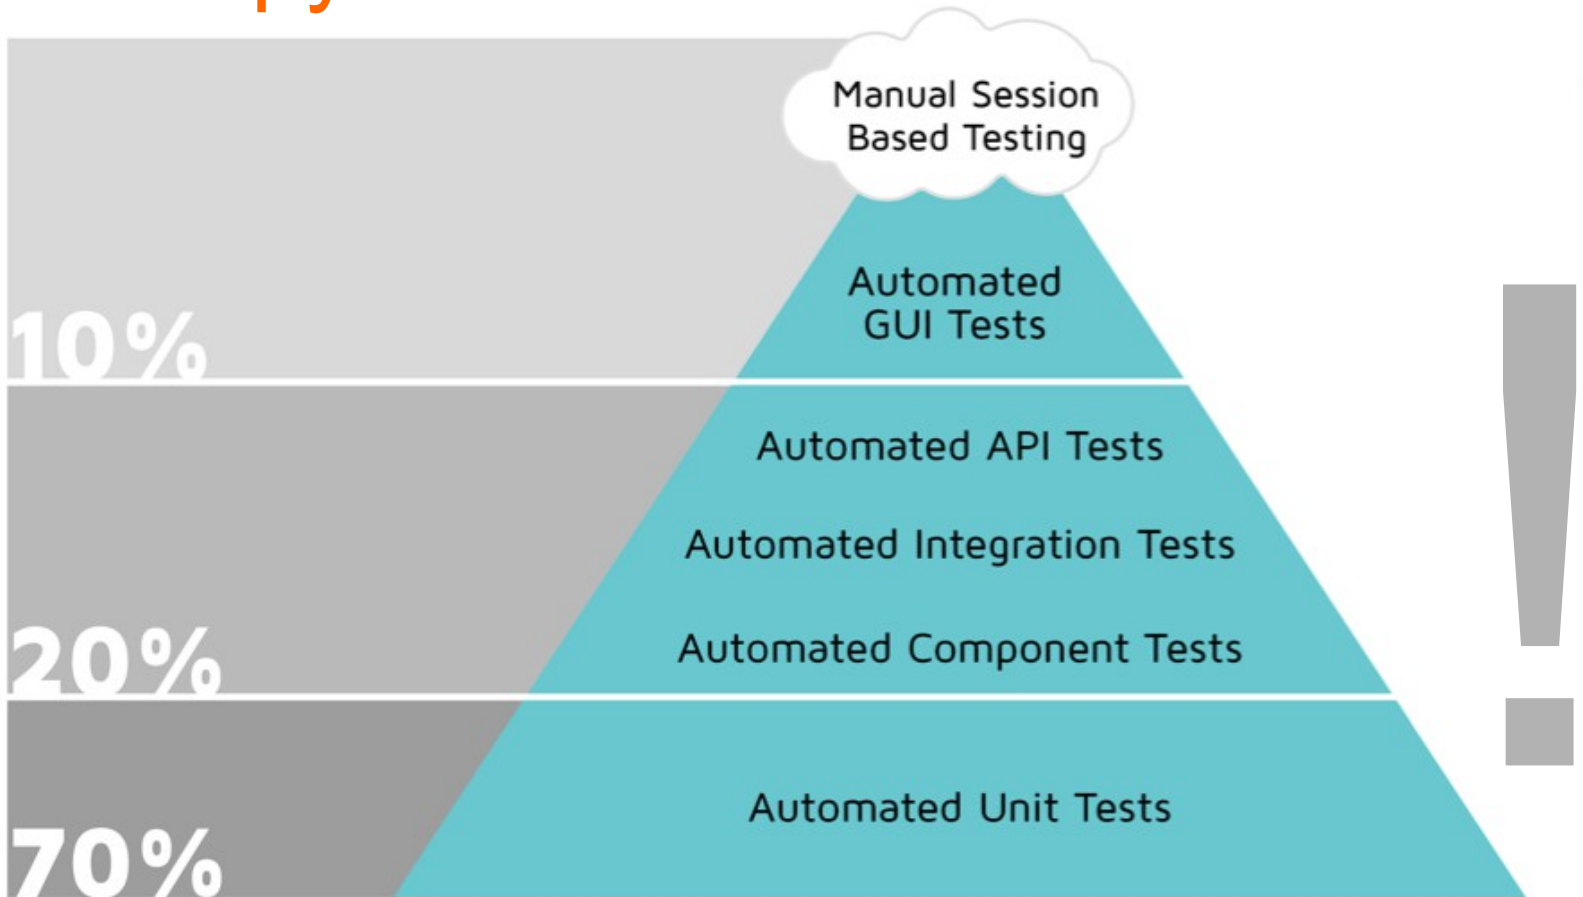 Manual Session
Based Testing
Automated
GUI Tests
10%
Automated API Tests
Automated Integration Tests
Automated Component Tests
20%
Automated Unit Tests
70%
!